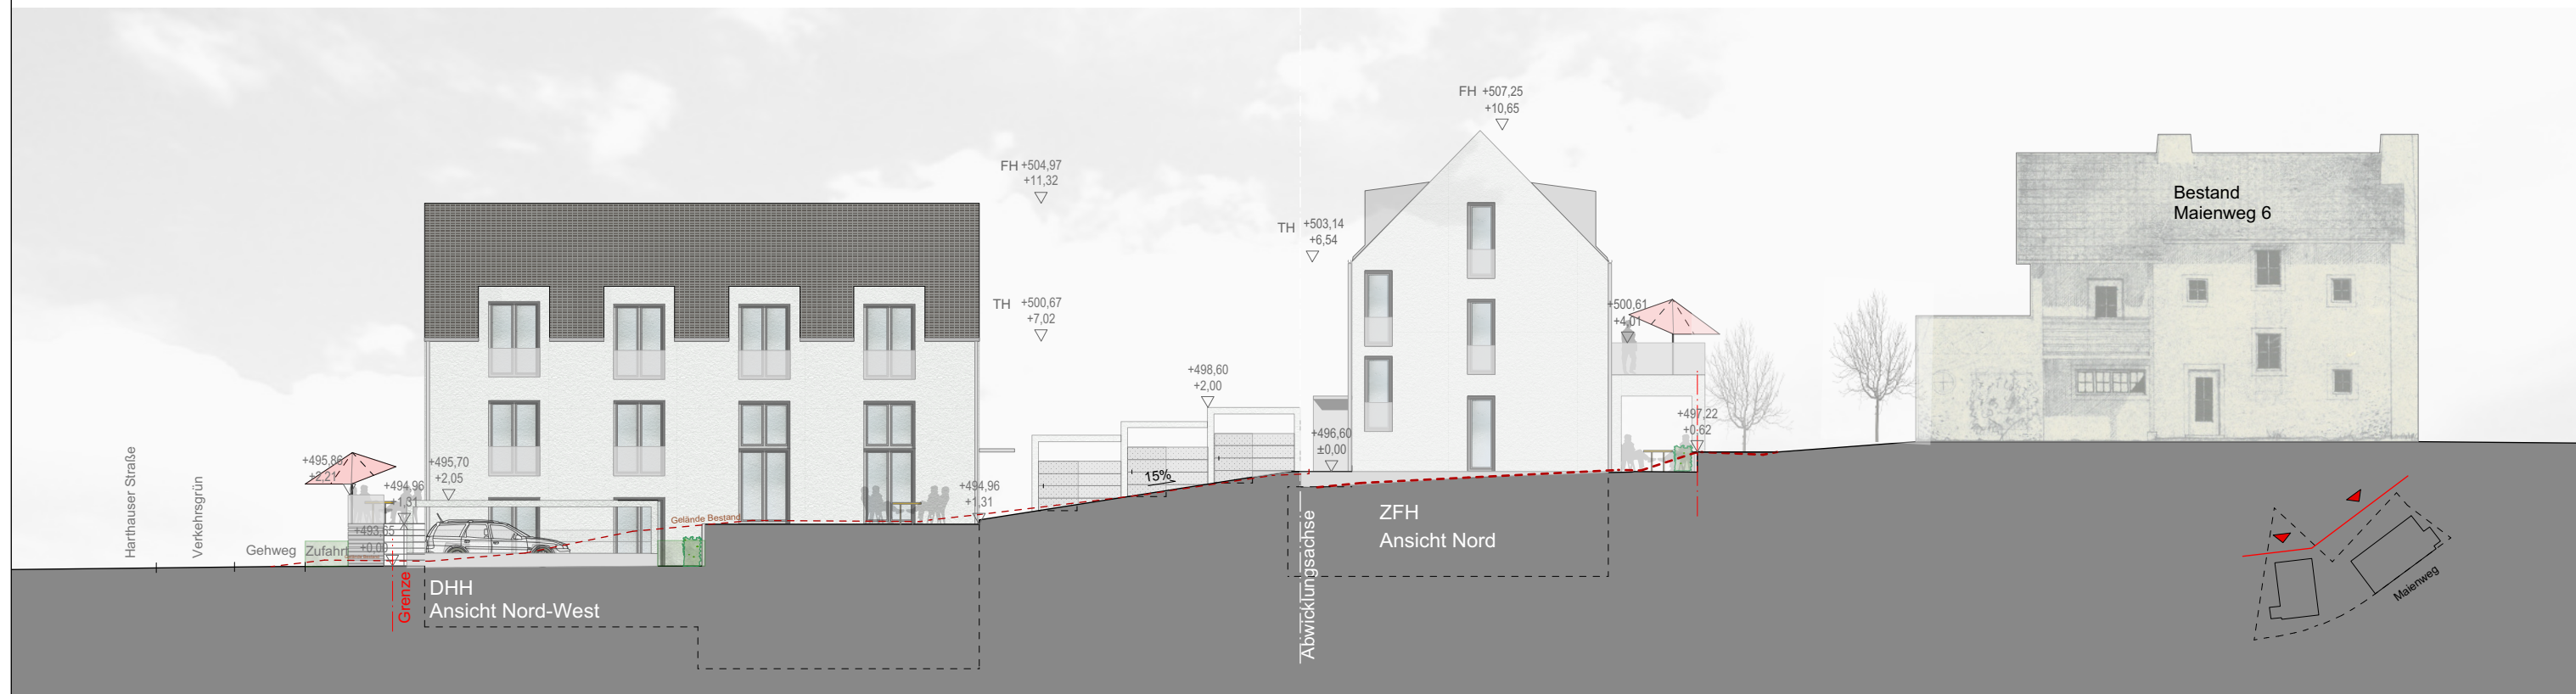 FH +507,25
+10,65
FH +504,97
+11,32
Bestand
Maienweg 6
TH +503,14
+6,54
TH +500,67
+7,02
+500,61
+4,01
+498,60
+2,00
+497,22
+0,62
+496,60
±0,00
+495,86
+2,21
+495,70
+2,05
+494,96
+1,31
+494,96
+1,31
15%
Gelände Bestand
+493,65
+0,00
Harthauser Straße
Verkehrsgrün
Gehweg
Zufahrt
Grenze
DHH
Ansicht Nord-West
Abwicklungsachse
ZFH
Ansicht Nord
Maienweg